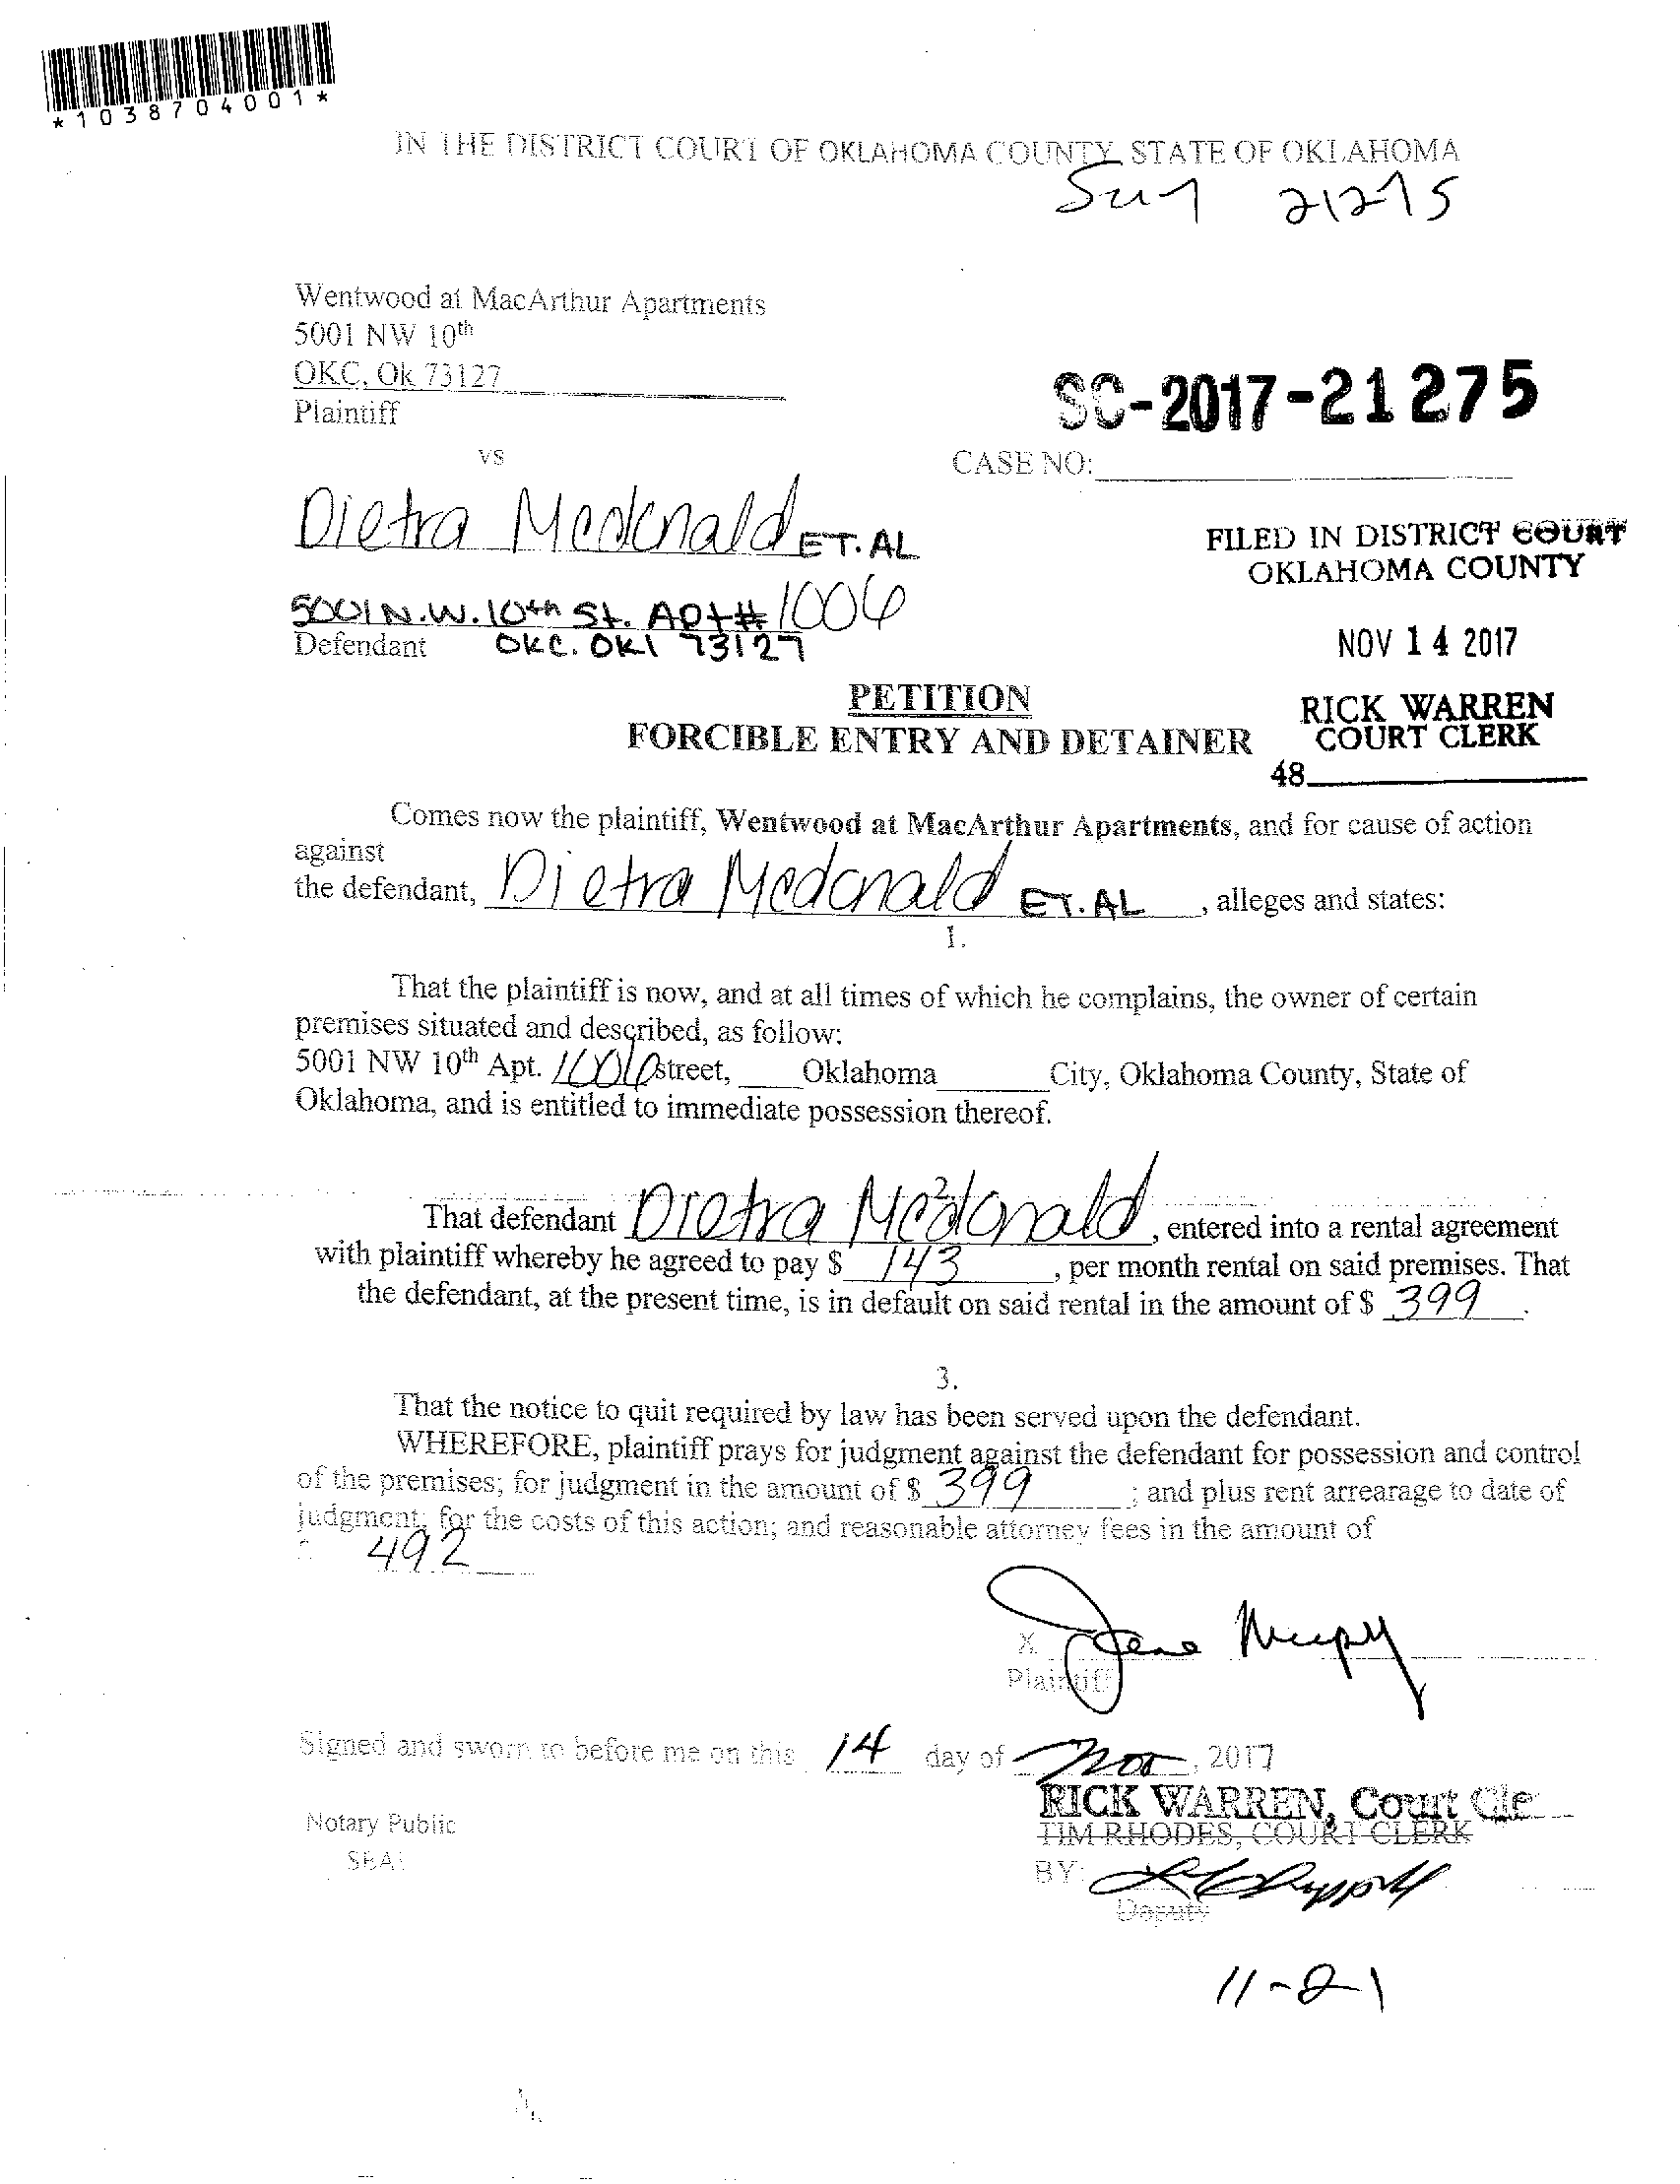 *1038704001*
IN THE DISTRICT COURT OF OKLAHOMA COUNTY, STATE OF OKLAHOMA
Wentwood at MacArthur Apartments
5001 NW 10th
OKC, Ok 73127
Plaintiff
SC-2017-21275
vs
CASE NO:
Dietra Mcdonald ET.AL
FILED IN DISTRICT COURT
OKLAHOMA COUNTY
5001 N.W. 10th St. Apt# 1006
Defendant OKC. OKl 73127
NOV 14 2017
PETITION
FORCIBLE ENTRY AND DETAINER
RICK WARREN
COURT CLERK
48
Comes now the plaintiff, Wentwood at MacArthur Apartments, and for cause of action
against
the defendant, Dietra Mcdonald ET.AL, alleges and states:
1.
That the plaintiff is now, and at all times of which he complains, the owner of certain
premises situated and described, as follow:
5001 NW 10th Apt. 1006 street, Oklahoma City, Oklahoma County, State of
Oklahoma, and is entitled to immediate possession thereof.
2
That defendant Dietra Mcdonald, entered into a rental agreement
with plaintiff whereby he agreed to pay $ 143, per month rental on said premises. That
the defendant, at the present time, is in default on said rental in the amount of $ 399.
3.
That the notice to quit required by law has been served upon the defendant.
WHEREFORE, plaintiff prays for judgment against the defendant for possession and control
of the premises; for judgment in the amount of $ 399; and plus rent arrearage to date of
judgment; for the costs of this action; and reasonable attorney fees in the amount of
492
X
Plaintiff
Signed and sworn to before me on this 14 day of Nov, 2017
RICK WARREN, Court Cle
TIM RHODES, COURT CLERK
Notary Public
SEAL
BY:
Deputy
11-21